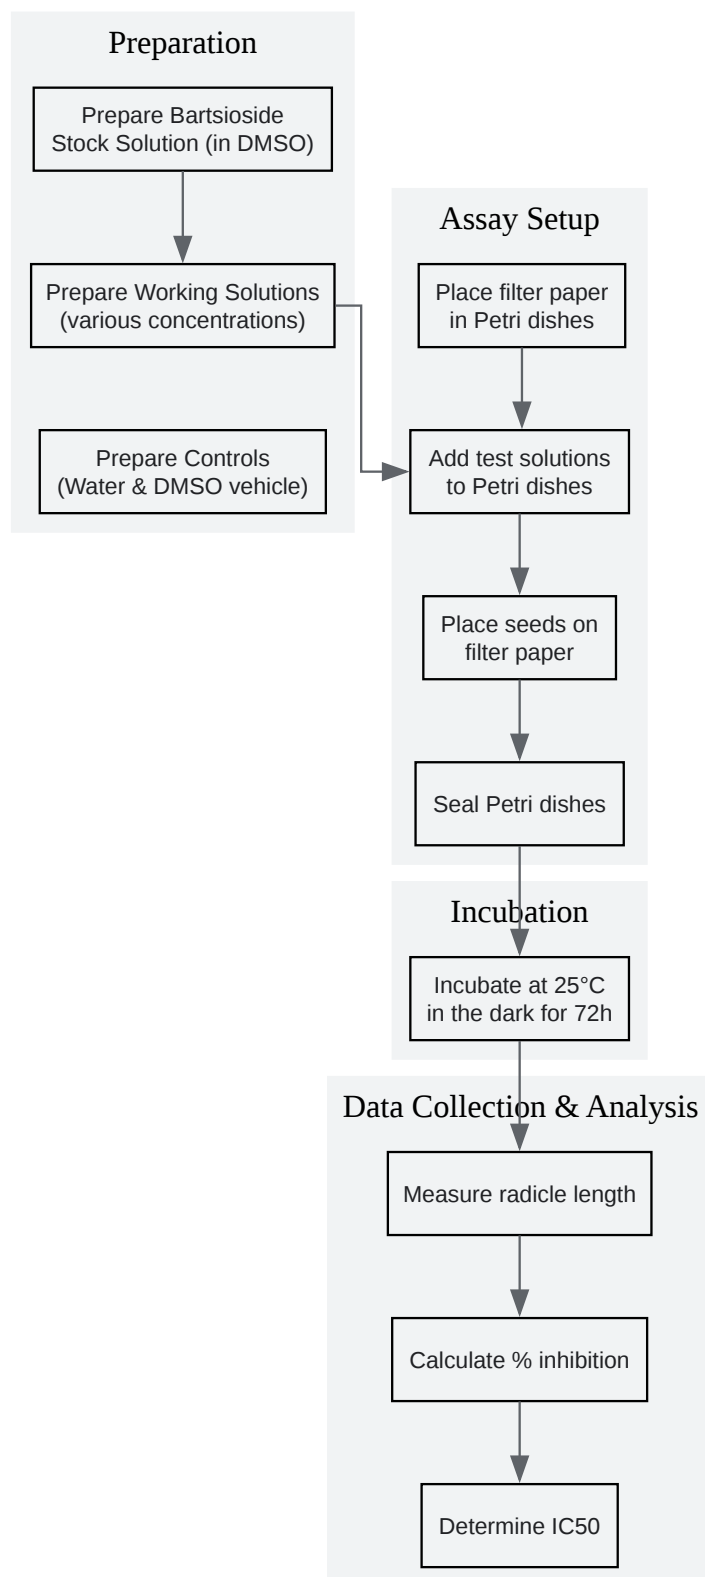 Preparation
Prepare Bartsioside
Stock Solution (in DMSO)
Prepare Working Solutions
(various concentrations)
Prepare Controls
(Water & DMSO vehicle)
Assay Setup
Place filter paper
in Petri dishes
Add test solutions
to Petri dishes
Place seeds on
filter paper
Seal Petri dishes
Incubation
Incubate at 25°C
in the dark for 72h
Data Collection & Analysis
Measure radicle length
Calculate % inhibition
Determine IC50